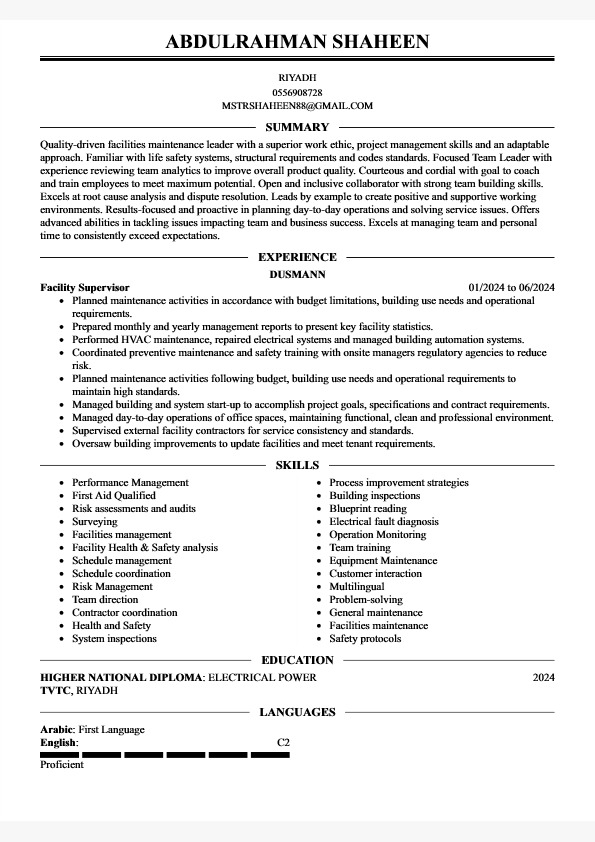 ABDULRAHMAN SHAHEEN
RIYADH
0556908728
MSTRSHAHEEN88@GMAIL.COM
SUMMARY
Quality-driven facilities maintenance leader with a superior work ethic, project management skills and an adaptable
approach. Familiar with life safety systems, structural requirements and codes standards. Focused Team Leader with
experience reviewing team analytics to improve overall product quality. Courteous and cordial with goal to coach
and train employees to meet maximum potential. Open and inclusive collaborator with strong team building skills.
Excels at root cause analysis and dispute resolution. Leads by example to create positive and supportive working
environments. Results-focused and proactive in planning day-to-day operations and solving service issues. Offers
advanced abilities in tackling issues impacting team and business success. Excels at managing team and personal
time to consistently exceed expectations.
EXPERIENCE
DUSMANN
Facility Supervisor 01/2024 to 06/2024
• Planned maintenance activities in accordance with budget limitations, building use needs and operational
requirements.
• Prepared monthly and yearly management reports to present key facility statistics.
• Performed HVAC maintenance, repaired electrical systems and managed building automation systems.
• Coordinated preventive maintenance and safety training with onsite managers regulatory agencies to reduce
risk.
• Planned maintenance activities following budget, building use needs and operational requirements to
maintain high standards.
• Managed building and system start-up to accomplish project goals, specifications and contract requirements.
• Managed day-to-day operations of office spaces, maintaining functional, clean and professional environment.
• Supervised external facility contractors for service consistency and standards.
• Oversaw building improvements to update facilities and meet tenant requirements.
SKILLS
• Performance Management
• First Aid Qualified
• Risk assessments and audits
• Surveying
• Facilities management
• Facility Health & Safety analysis
• Schedule management
• Schedule coordination
• Risk Management
• Team direction
• Contractor coordination
• Health and Safety
• System inspections
• Process improvement strategies
• Building inspections
• Blueprint reading
• Electrical fault diagnosis
• Operation Monitoring
• Team training
• Equipment Maintenance
• Customer interaction
• Multilingual
• Problem-solving
• General maintenance
• Facilities maintenance
• Safety protocols
EDUCATION
HIGHER NATIONAL DIPLOMA: ELECTRICAL POWER 2024
TVTC, RIYADH
LANGUAGES
Arabic: First Language
English: C2
Proficient